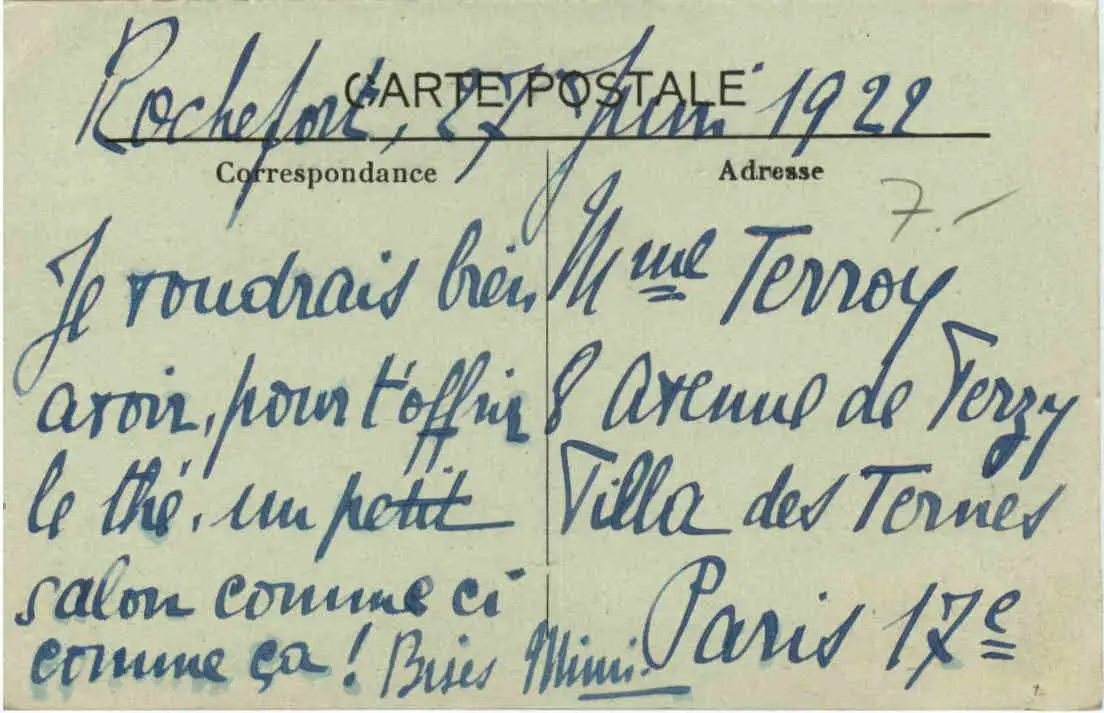 CARTE POSTALE
Rochefort, 27 Juin 1922
Correspondance
Je voudrais bien
avoir, pour t'offrir
le thé, un petit
salon comme ci
comme ça ! Bises Mimi.
Adresse
7.-
Mme Terroy
8 avenue de Verzy
Villa des Ternes
Paris 17e